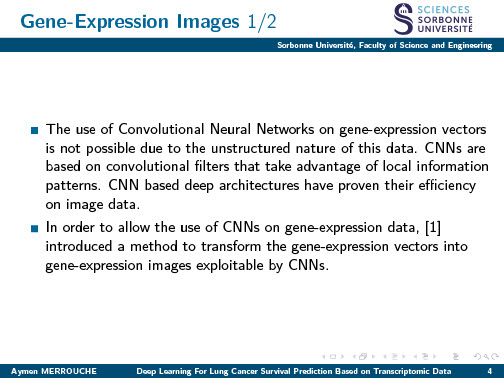 Gene-Expression Images 1/2
SCIENCES
SORBONNE
UNIVERSITÉ
Sorbonne Université, Faculty of Science and Engineering
The use of Convolutional Neural Networks on gene-expression vectors
is not possible due to the unstructured nature of this data. CNNs are
based on convolutional filters that take advantage of local information
patterns. CNN based deep architectures have proven their efficiency
on image data.
In order to allow the use of CNNs on gene-expression data, [1]
introduced a method to transform the gene-expression vectors into
gene-expression images exploitable by CNNs.
Aymen MERROUCHE Deep Learning For Lung Cancer Survival Prediction Based on Transcriptomic Data 4